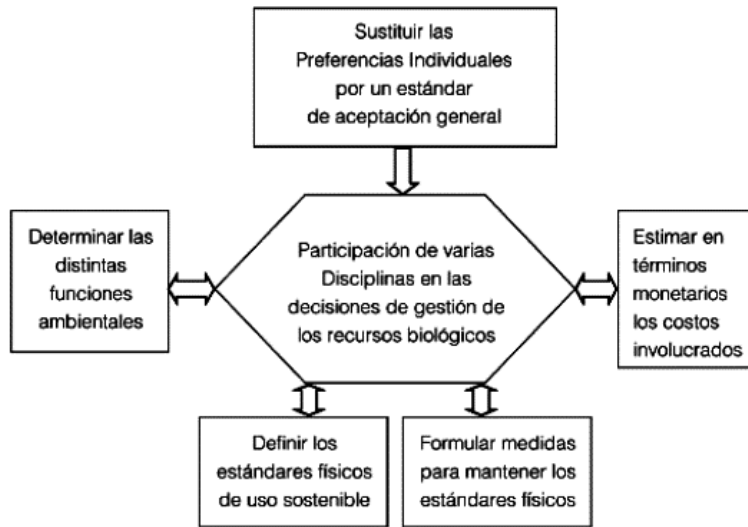 Sustituir las
Preferencias Individuales
por un estándar
de aceptación general
Determinar las
distintas
funciones
ambientales
Participación de varias
Disciplinas en las
decisiones de gestión de
los recursos biológicos
Estimar en
términos
monetarios
los costos
involucrados
Definir los
estándares físicos
de uso sostenible
Formular medidas
para mantener los
estándares físicos